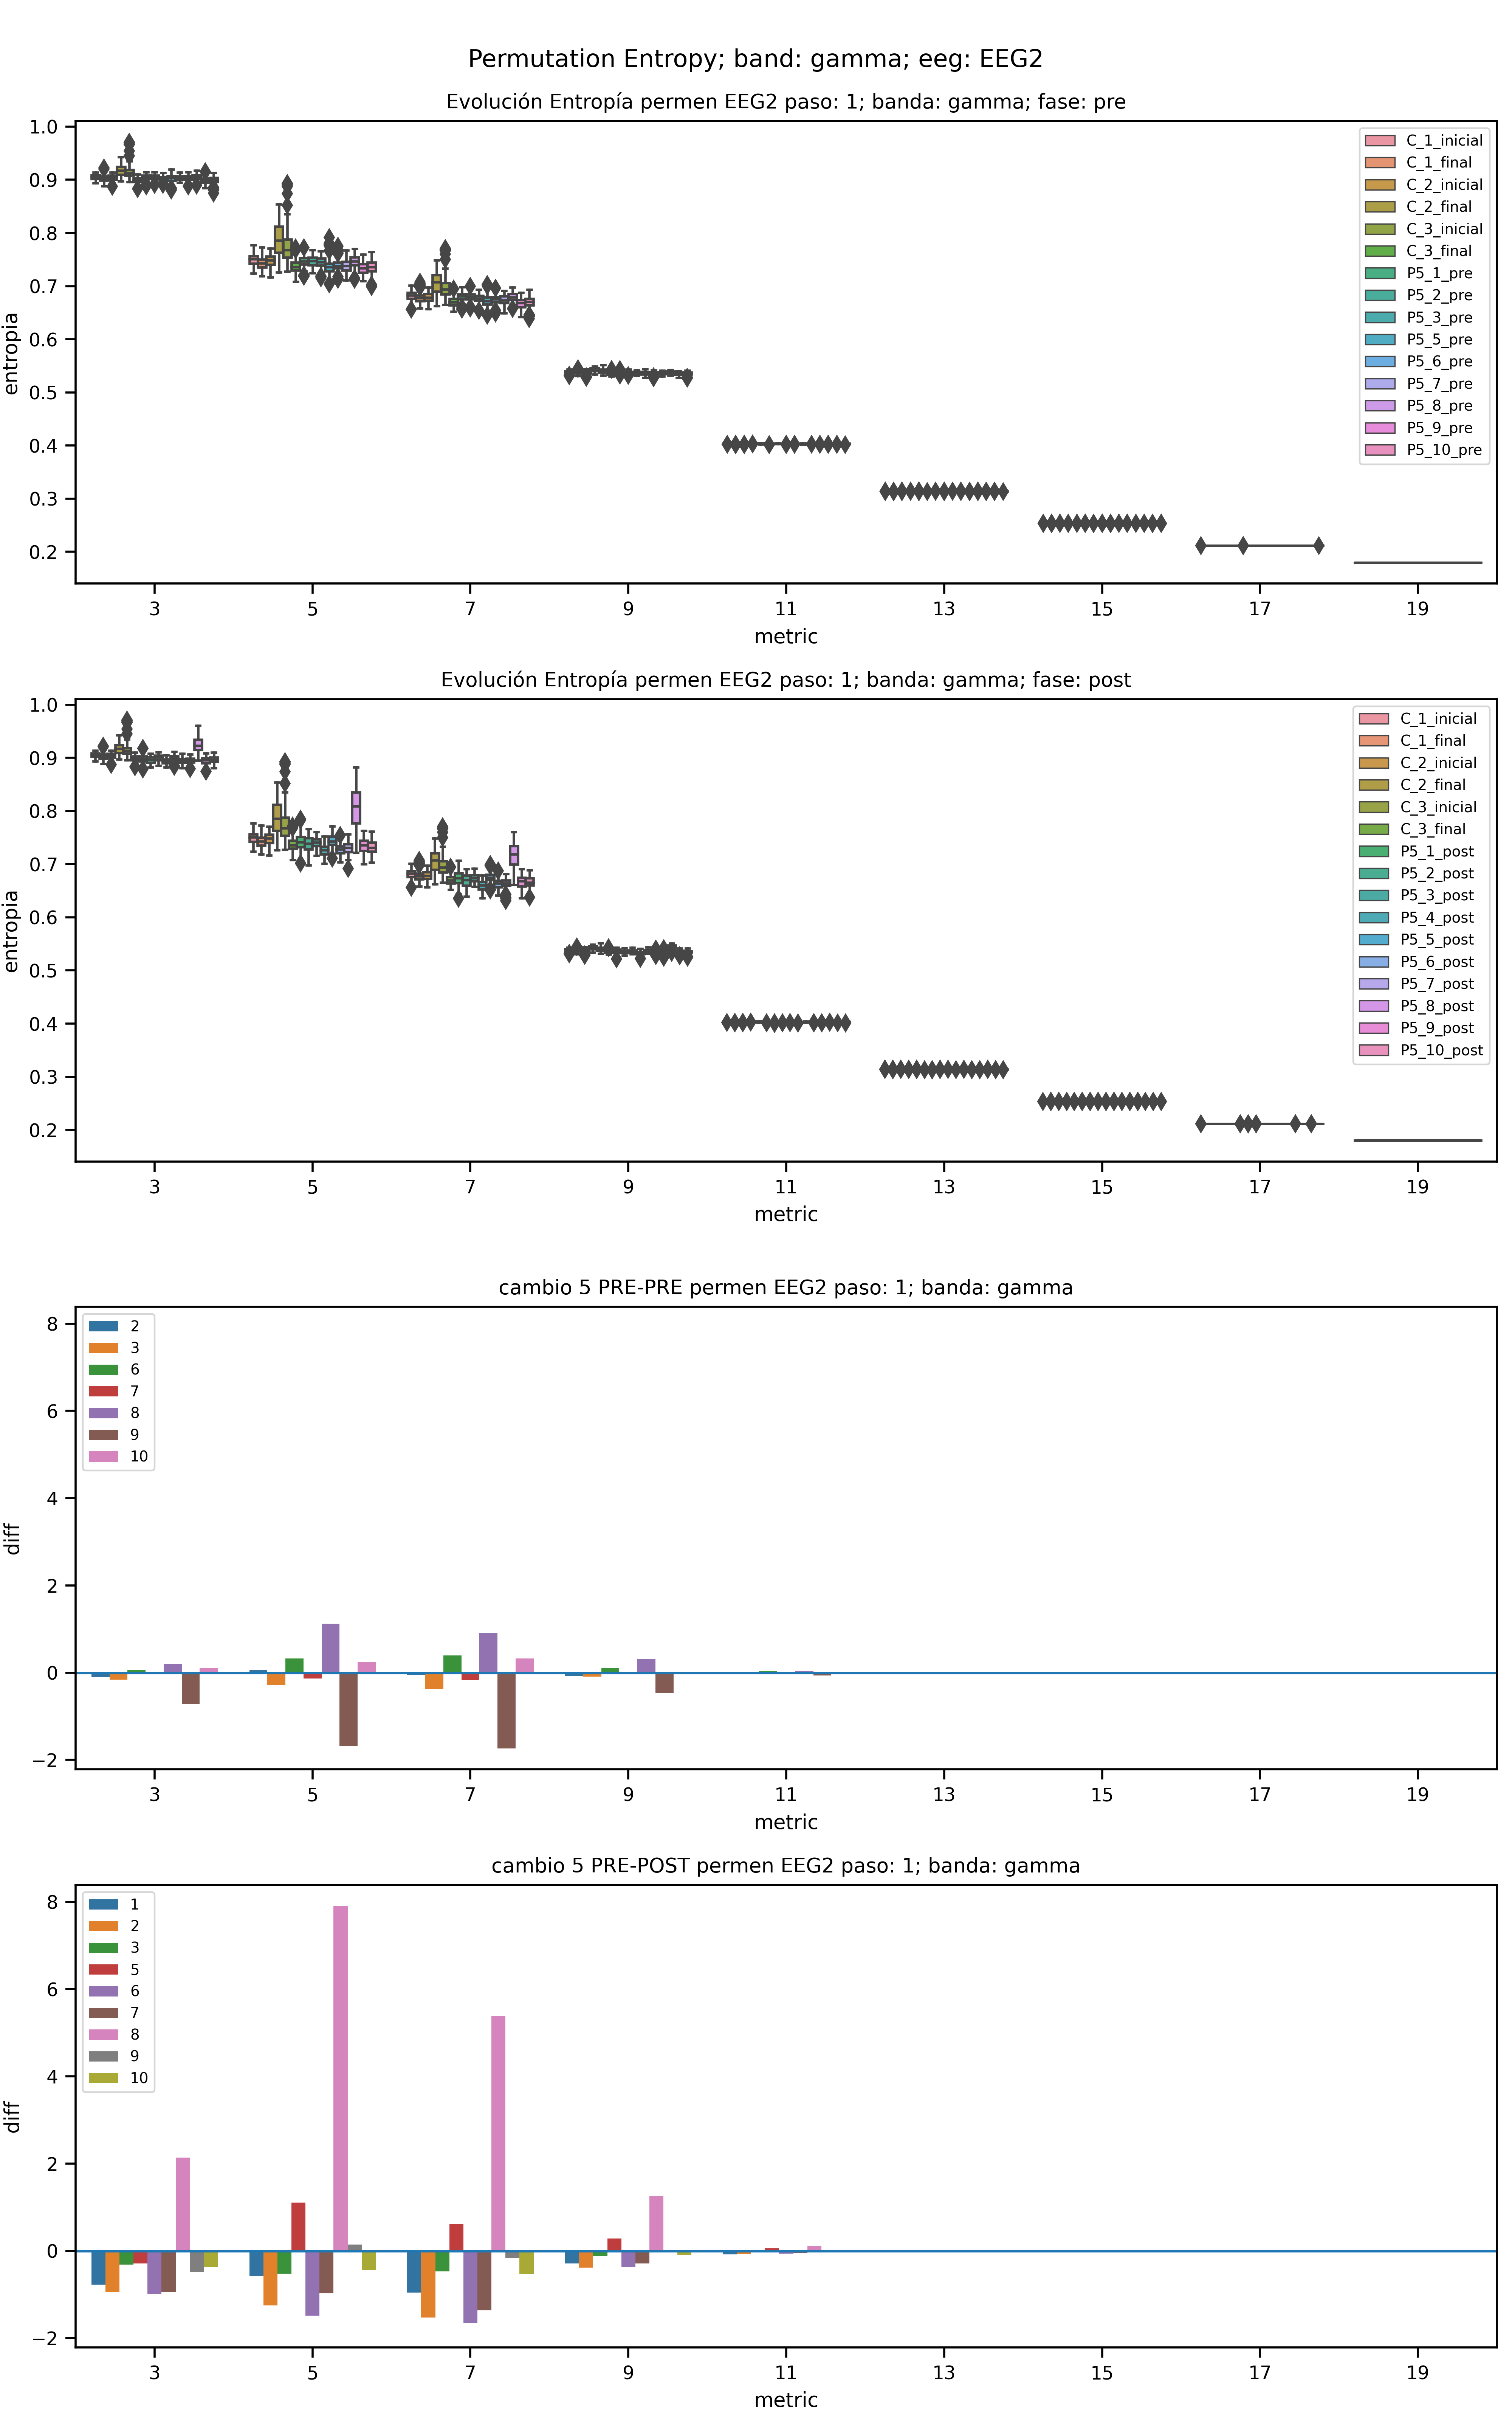 Permutation Entropy; band: gamma; eeg: EEG2
Evolución Entropía permen EEG2 paso: 1; banda: gamma; fase: pre
1.0
0.9
0.8
0.7
0.6
0.5
0.4
0.3
0.2
entropia
C_1_inicial
C_1_final
C_2_inicial
C_2_final
C_3_inicial
C_3_final
P5_1_pre
P5_2_pre
P5_3_pre
P5_5_pre
P5_6_pre
P5_7_pre
P5_8_pre
P5_9_pre
P5_10_pre
3 5 7 9 11 13 15 17 19
metric
Evolución Entropía permen EEG2 paso: 1; banda: gamma; fase: post
1.0
0.9
0.8
0.7
0.6
0.5
0.4
0.3
0.2
entropia
C_1_inicial
C_1_final
C_2_inicial
C_2_final
C_3_inicial
C_3_final
P5_1_post
P5_2_post
P5_3_post
P5_4_post
P5_5_post
P5_6_post
P5_7_post
P5_8_post
P5_9_post
P5_10_post
3 5 7 9 11 13 15 17 19
metric
cambio 5 PRE-PRE permen EEG2 paso: 1; banda: gamma
8
6
4
2
0
−2
diff
2
3
6
7
8
9
10
3 5 7 9 11 13 15 17 19
metric
cambio 5 PRE-POST permen EEG2 paso: 1; banda: gamma
8
6
4
2
0
−2
diff
1
2
3
5
6
7
8
9
10
3 5 7 9 11 13 15 17 19
metric